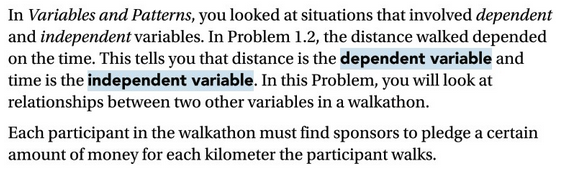 In Variables and Patterns, you looked at situations that involved dependent
and independent variables. In Problem 1.2, the distance walked depended
on the time. This tells you that distance is the dependent variable and
time is the independent variable. In this Problem, you will look at
relationships between two other variables in a walkathon.
Each participant in the walkathon must find sponsors to pledge a certain
amount of money for each kilometer the participant walks.